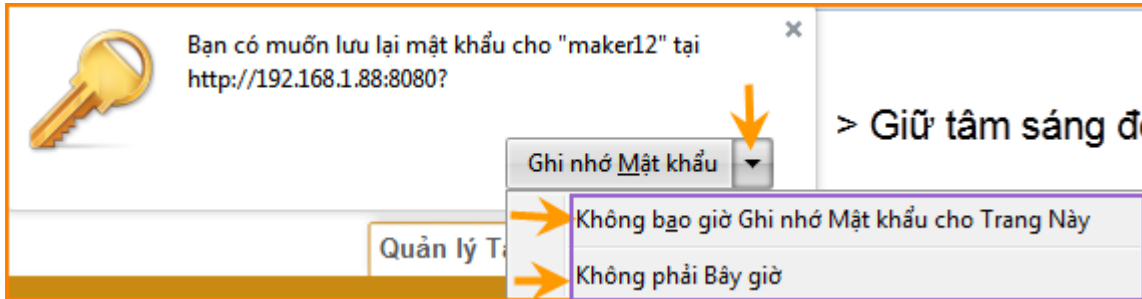 Bạn có muốn lưu lại mật khẩu cho "maker12" tại
http://192.168.1.88:8080?
> Giữ tâm sáng
Ghi nhớ Mật khẩu
Không bạo giờ Ghi nhớ Mật khẩu cho Trang Này
Quản lý
Không phải Bây giờ